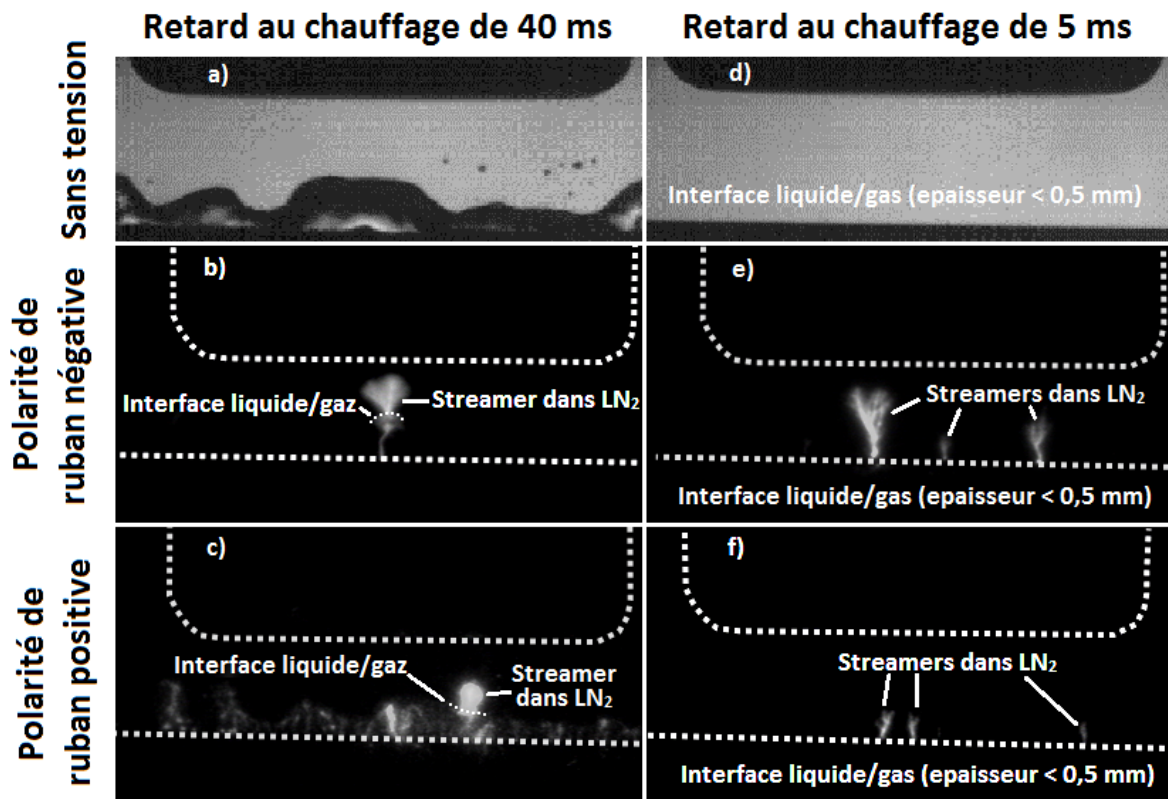 Retard au chauffage de 40 ms
Retard au chauffage de 5 ms
Sans tension
a)
d)
Interface liquide/gas (epaisseur < 0,5 mm)
Polarité de
ruban négative
b)
Interface liquide/gaz
Streamer dans LN₂
e)
Streamers dans LN₂
Interface liquide/gas (epaisseur < 0,5 mm)
Polarité de
ruban positive
c)
Interface liquide/gaz
Streamer
dans LN₂
f)
Streamers dans LN₂
Interface liquide/gas (epaisseur < 0,5 mm)